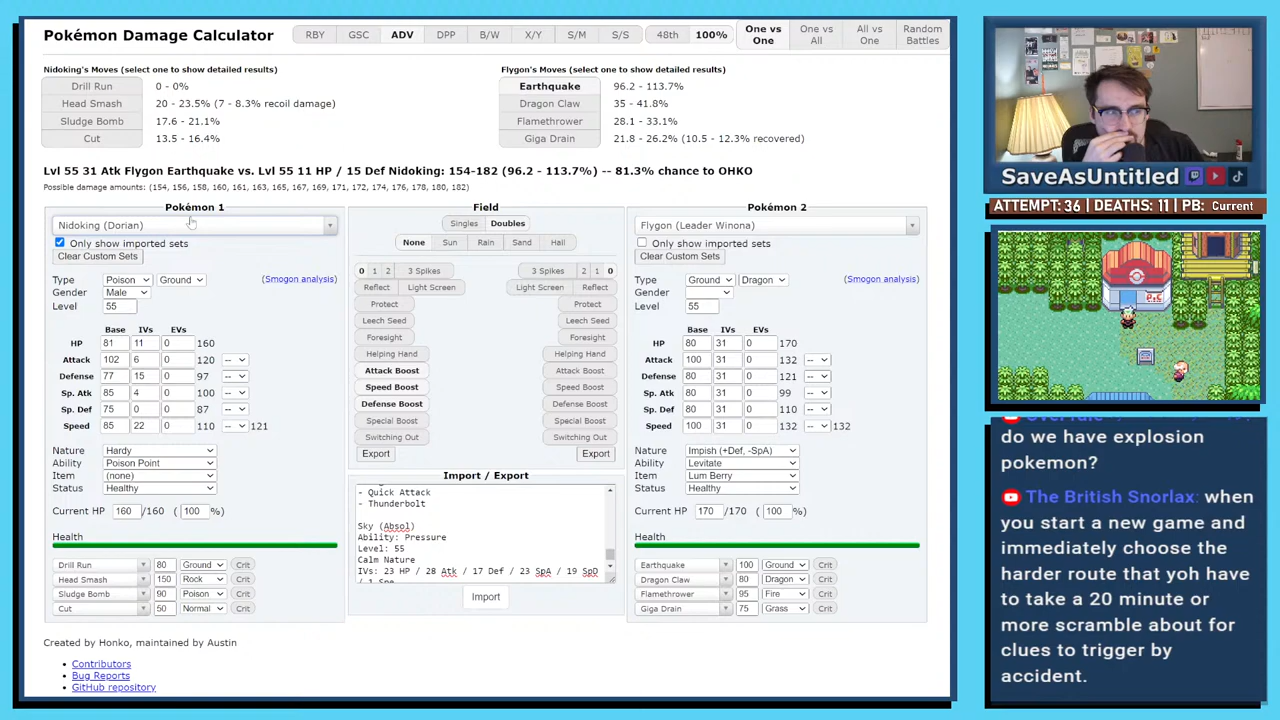 Pokémon Damage Calculator
RBY GSC ADV DPP B/W X/Y S/M S/S 48th 100% One vs One One vs All All vs One Random Battles
Nidoking's Moves (select one to show detailed results)
Drill Run 0 - 0%
Head Smash 20 - 23.5% (7 - 8.3% recoil damage)
Sludge Bomb 17.6 - 21.1%
Cut 13.5 - 16.4%
Flygon's Moves (select one to show detailed results)
Earthquake 96.2 - 113.7%
Dragon Claw 35 - 41.8%
Flamethrower 28.1 - 33.1%
Giga Drain 21.8 - 26.2% (10.5 - 12.3% recovered)
Lvl 55 31 Atk Flygon Earthquake vs. Lvl 55 11 HP / 15 Def Nidoking: 154-182 (96.2 - 113.7%) -- 81.3% chance to OHKO
Possible damage amounts: (154, 156, 158, 160, 161, 163, 165, 167, 169, 171, 172, 174, 176, 178, 180, 182)
Pokémon 1
Nidoking (Dorian)
Only show imported sets
Clear Custom Sets
Type Poison Ground (Smogon analysis)
Gender Male
Level 55
Base IVs EVs
HP 81 11 0 160
Attack 102 6 0 120 --
Defense 77 15 0 97 --
Sp. Atk 85 4 0 100 --
Sp. Def 75 0 0 87 --
Speed 85 22 0 110 -- 121
Nature Hardy
Ability Poison Point
Item (none)
Status Healthy
Current HP 160 /160 ( 100 %)
Health
Drill Run 80 Ground Crit
Head Smash 150 Rock Crit
Sludge Bomb 90 Poison Crit
Cut 50 Normal Crit
Field
Singles Doubles
None Sun Rain Sand Hail
0 1 2 3 Spikes 3 Spikes 2 1 0
Reflect Light Screen Light Screen Reflect
Protect Protect
Leech Seed Leech Seed
Foresight Foresight
Helping Hand Helping Hand
Attack Boost Attack Boost
Speed Boost Speed Boost
Defense Boost Defense Boost
Special Boost Special Boost
Switching Out Switching Out
Export Export
Import / Export
- Quick Attack
- Thunderbolt
Sky (Absol)
Ability: Pressure
Level: 55
Calm Nature
IVs: 23 HP / 28 Atk / 17 Def / 23 SpA / 19 SpD
/ 1 Spe
Import
Pokémon 2
Flygon (Leader Winona)
Only show imported sets
Clear Custom Sets
Type Ground Dragon (Smogon analysis)
Gender
Level 55
Base IVs EVs
HP 80 31 0 170
Attack 100 31 0 132 --
Defense 80 31 0 121 --
Sp. Atk 80 31 0 99 --
Sp. Def 80 31 0 110 --
Speed 100 31 0 132 -- 132
Nature Impish (+Def, -SpA)
Ability Levitate
Item Lum Berry
Status Healthy
Current HP 170 /170 ( 100 %)
Health
Earthquake 100 Ground Crit
Dragon Claw 80 Dragon Crit
Flamethrower 95 Fire Crit
Giga Drain 75 Grass Crit
Created by Honko, maintained by Austin
Contributors
Bug Reports
GitHub repository
SaveAsUntitled
ATTEMPT: 36 | DEATHS: 11 | PB: Current
P.C
do we have explosion
pokemon?
The British Snorlax: when
you start a new game and
immediately choose the
harder route that yoh have
to take a 20 minute or
more scramble about for
clues to trigger by
accident.